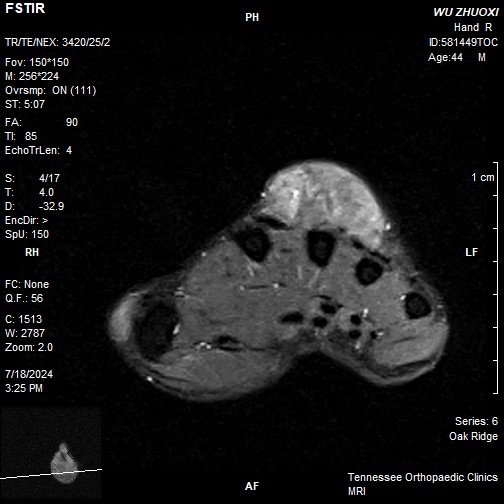 FSTIR
PH
WU ZHUOXI
Hand R
ID:581449TOC
Age:44 M
TR/TE/NEX: 3420/25/2
Fov: 150*150
M: 256*224
Ovrsmp: ON (111)
ST: 5:07
FA: 90
TI: 85
EchoTrLen: 4
S: 4/17
T: 4.0
D: -32.9
EncDir: >
SpU: 150
1 cm
RH
LF
FC: None
Q.F.: 56
C: 1513
W: 2787
Zoom: 2.0
7/18/2024
3:25 PM
Series: 6
Oak Ridge
Tennessee Orthopaedic Clinics
MRI
AF